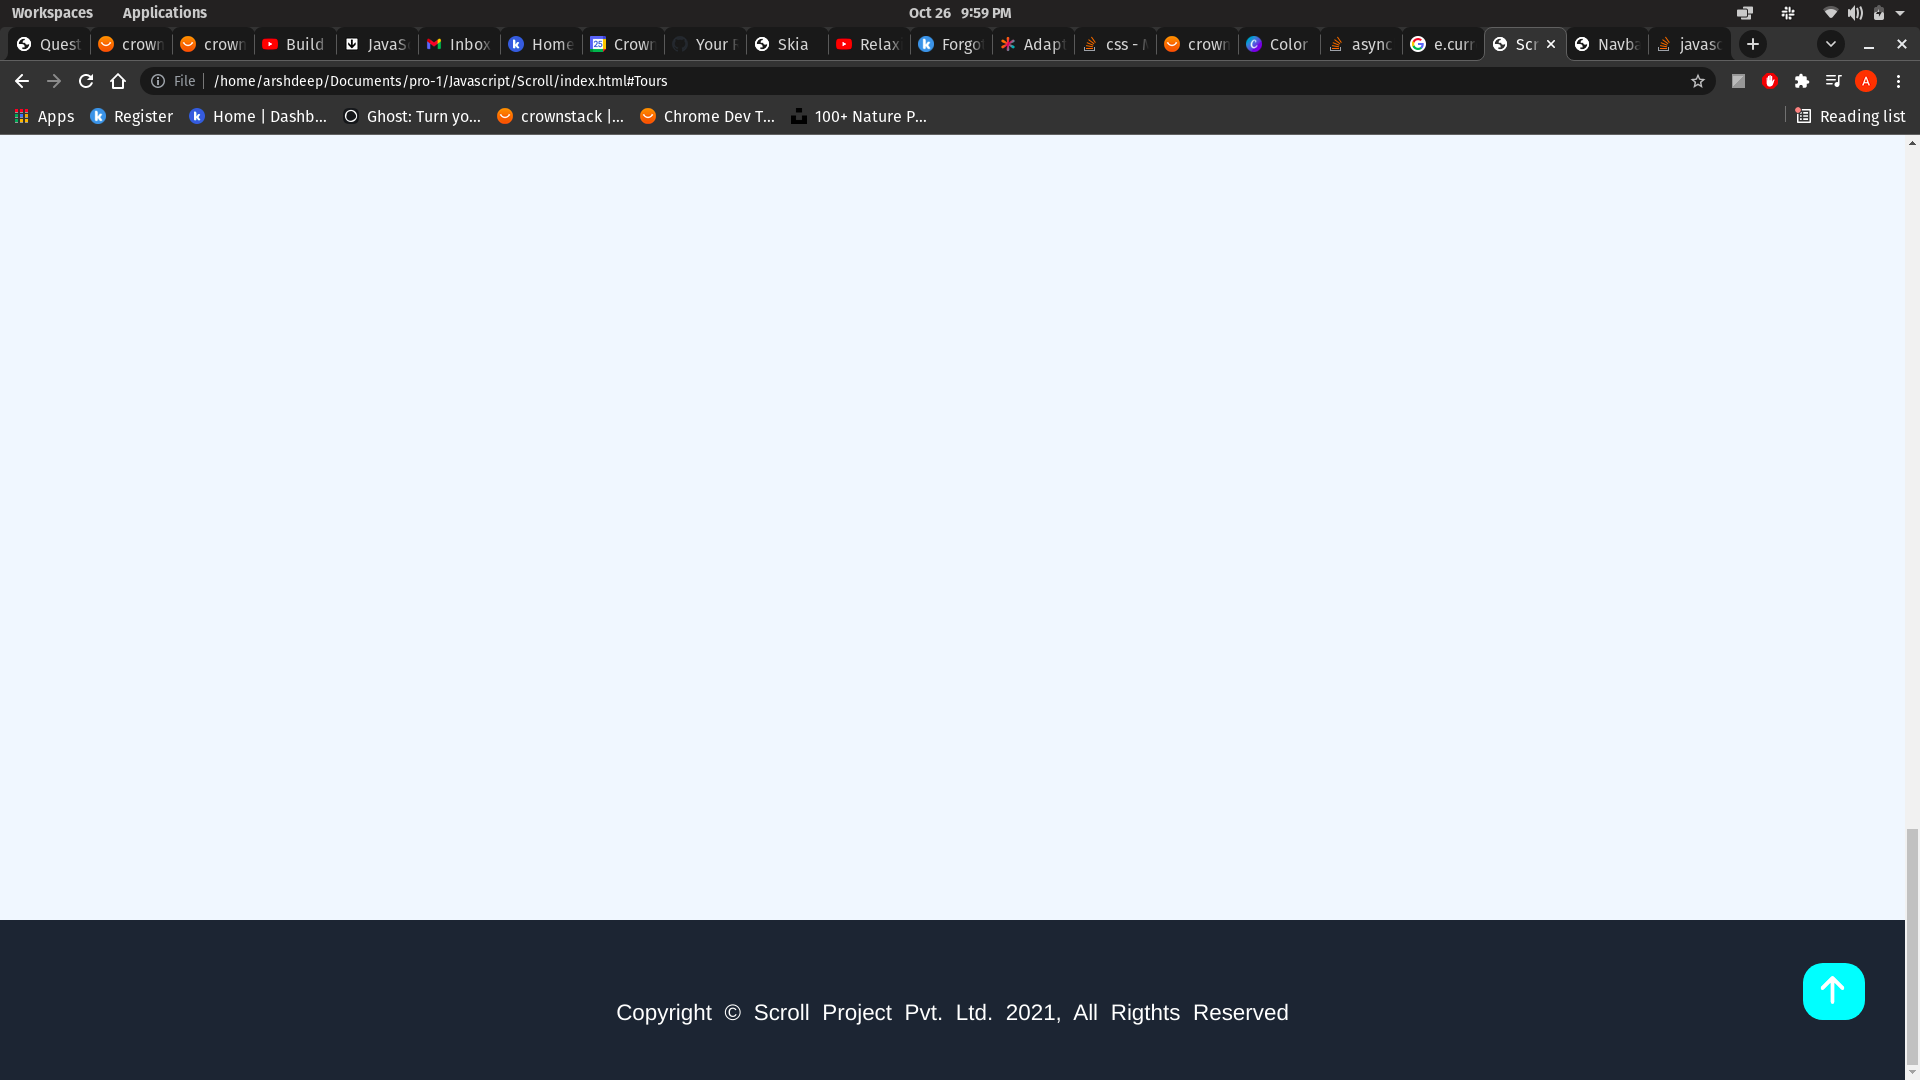 Workspaces Applications Oct 26 9:59 PM
Quest crown crown Build JavaS Inbox Home Crown Your Skia Relax Forgo Adapt css - crown Color async e.curr Scr Navba javasc
File /home/arshdeep/Documents/pro-1/Javascript/Scroll/index.html#Tours A
Apps Register Home | Dashb... Ghost: Turn yo... crownstack |... Chrome Dev T... 100+ Nature P... Reading list
Copyright © Scroll Project Pvt. Ltd. 2021, All Rigthts Reserved